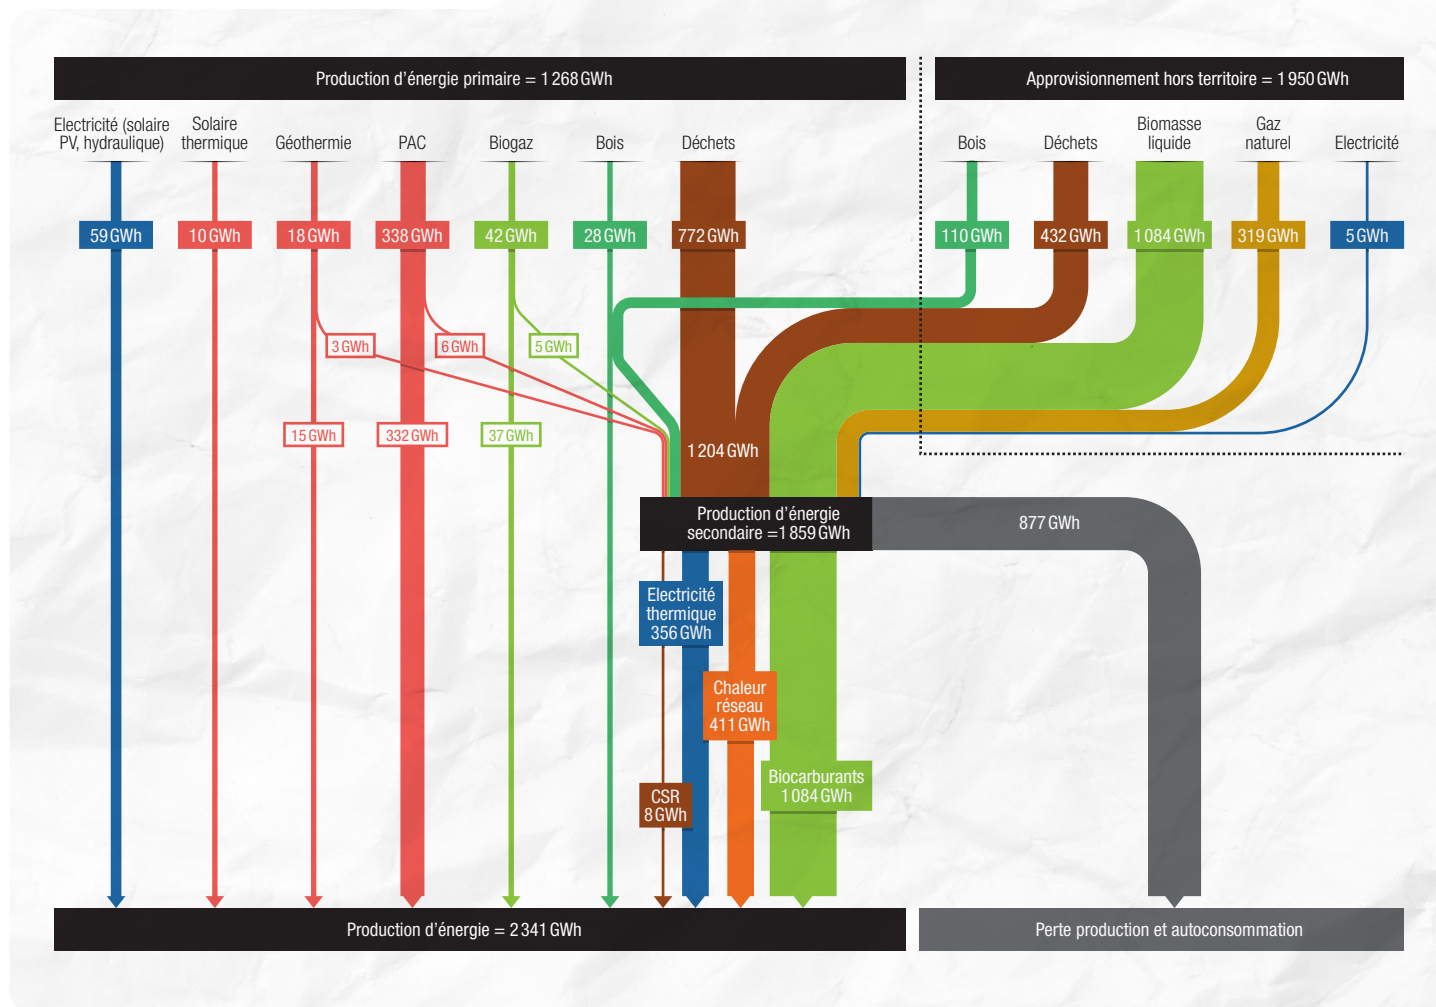 Production d'énergie primaire = 1 268 GWh
Approvisionnement hors territoire = 1 950 GWh
Electricité (solaire
PV, hydraulique)
Solaire
thermique
Géothermie
PAC
Biogaz
Bois
Déchets
Bois
Déchets
Biomasse
liquide
Gaz
naturel
Electricité
59 GWh
10 GWh
18 GWh
338 GWh
42 GWh
28 GWh
772 GWh
110 GWh
432 GWh
1 084 GWh
319 GWh
5 GWh
3 GWh
6 GWh
5 GWh
15 GWh
332 GWh
37 GWh
1 204 GWh
Production d'énergie
secondaire =1 859 GWh
877 GWh
Electricité
thermique
356 GWh
Chaleur
réseau
411 GWh
Biocarburants
1 084 GWh
CSR
8 GWh
Production d'énergie = 2 341 GWh
Perte production et autoconsommation